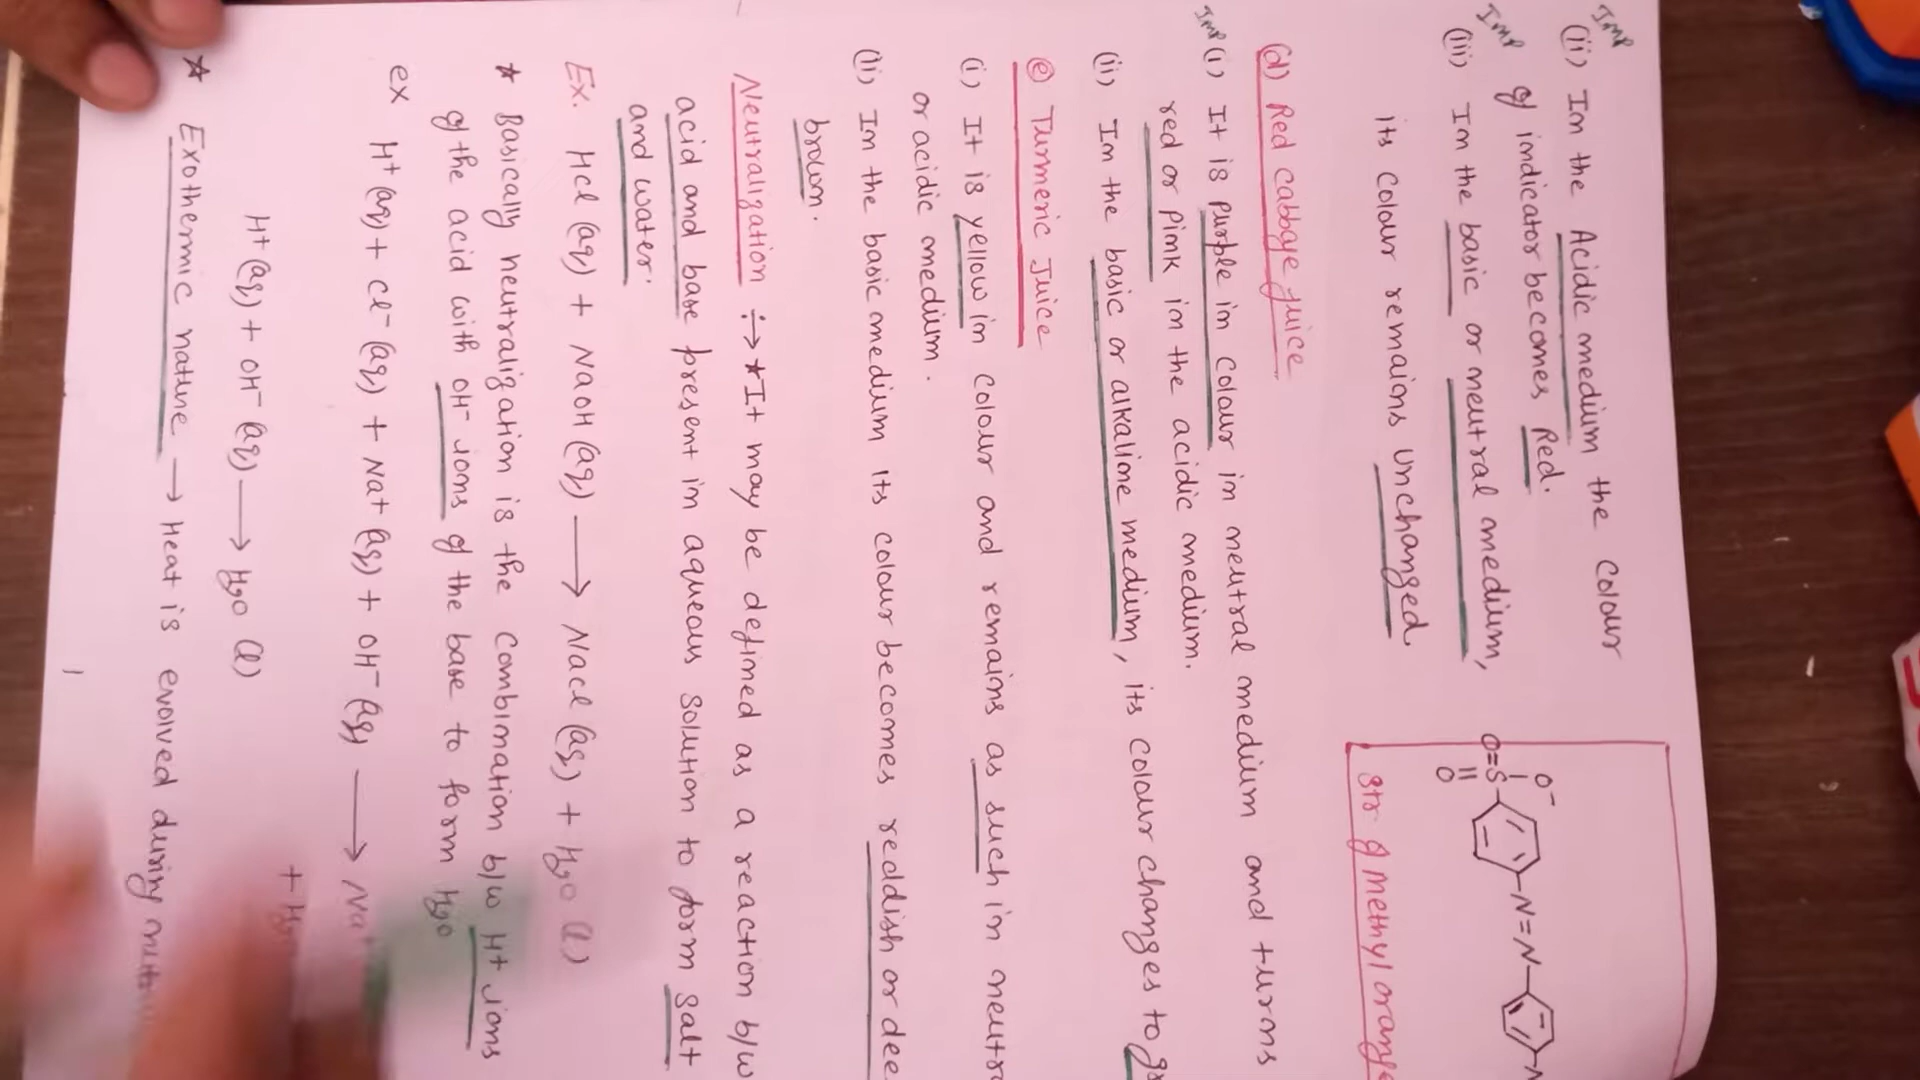 Imp
(ii) In the Acidic medium the colour
of indicator becomes Red.
Imp
(iii) In the basic or neutral medium,
its colour remains unchanged.
O⁻
O=S
O
N=N
N
str of methyl orange
(d) Red cabbage juice
Imp
(i) It is purple in colour in neutral medium and turns
red or pink in the acidic medium.
(ii) In the basic or alkaline medium, its colour changes to
(e) Turmeric Juice
(i) It is yellow in colour and remains as such in
or acidic medium.
(ii) In the basic medium its colour becomes reddish or
brown.
Neutralization ÷→ *It may be defined as a reaction b/w
acid and base present in aqueous solution to form salt
and water.
Ex. HCl (aq) + NaOH (aq) → NaCl (aq) + H₂O (l)
* Basically neutralization is the combination b/w H⁺ ions
of the acid with OH⁻ ions of the base to form H₂O
ex H⁺(aq) + Cl⁻(aq) + Na⁺(aq) + OH⁻(aq) → Na⁺
+ H₂
H⁺(aq) + OH⁻(aq) → H₂O (l)
* Exothermic nature → Heat is evolved during